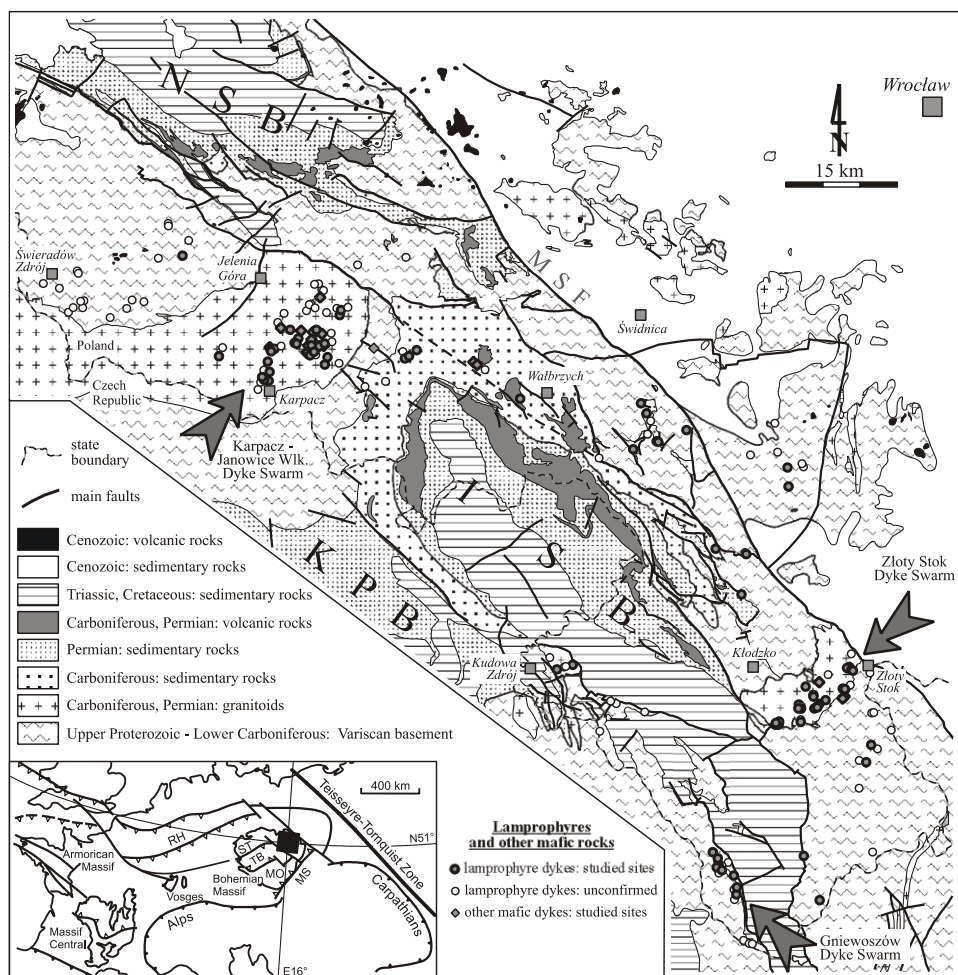 Wrocław
N
15 km
N S B
Świeradów
Zdrój
Jelenia
Góra
M S F
Świdnica
Poland
Czech
Republic
Karpacz
Wałbrzych
Karpacz -
Janowice Wlk.
Dyke Swarm
I S B
K P B
Złoty Stok
Dyke Swarm
Kudowa
Zdrój
Kłodzko
Złoty
Stok
state
boundary
main faults
Cenozoic: volcanic rocks
Cenozoic: sedimentary rocks
Triassic, Cretaceous: sedimentary rocks
Carboniferous, Permian: volcanic rocks
Permian: sedimentary rocks
Carboniferous: sedimentary rocks
Carboniferous, Permian: granitoids
Upper Proterozoic - Lower Carboniferous: Variscan basement
400 km
Teisseyre-Tornquist Zone
N51°
RH
ST
TB
MO
MS
Armorican
Massif
Bohemian
Massif
Vosges
Alps
Massif
Central
Carpathians
E16°
Lamprophyres
and other mafic rocks
lamprophyre dykes: studied sites
lamprophyre dykes: unconfirmed
other mafic dykes: studied sites
Gniewoszów
Dyke Swarm